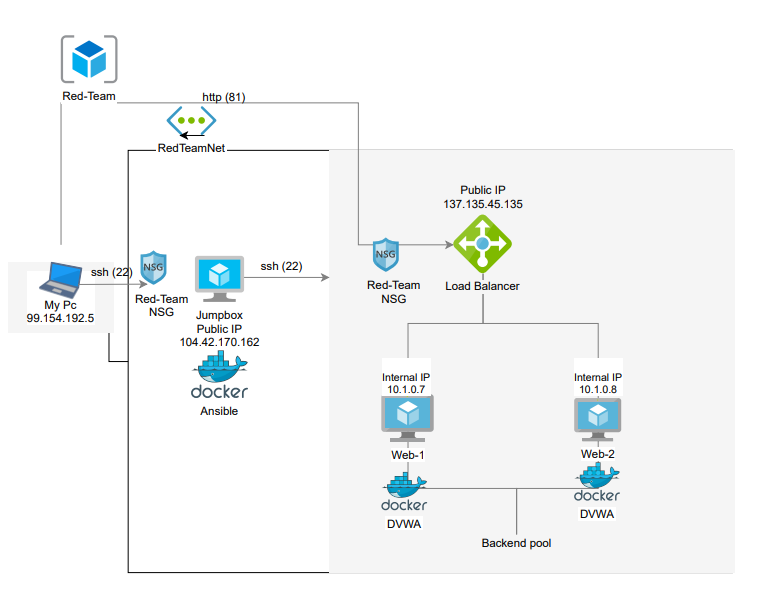 Red-Team
http (81)
RedTeamNet
Public IP
137.135.45.135
NSG
Load Balancer
Red-Team
NSG
ssh (22)
NSG
ssh (22)
Red-Team
NSG
My Pc
99.154.192.5
Jumpbox
Public IP
104.42.170.162
docker
Ansible
Internal IP
10.1.0.7
Internal IP
10.1.0.8
Web-1
Web-2
docker
DVWA
docker
DVWA
Backend pool